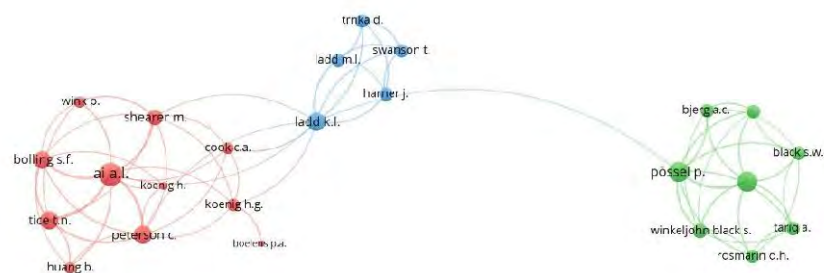 trnka d.
swanson t.
ladd m.l.
harner j.
ladd k.l.
wink p.
shearer m.
cook c.a.
bolling s.f.
ai a.l.
koenig h.
koenig h.g.
tice t.n.
peterson c.
boelens p.a.
huang b.
bjerg a.c.
black s.w.
possel p.
winkeljohn black s.
tariq a.
rosmarin d.h.